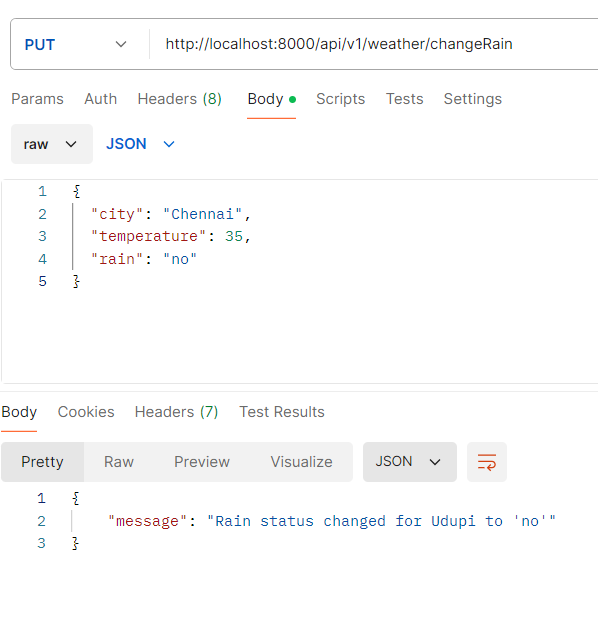 PUT http://localhost:8000/api/v1/weather/changeRain
Params Auth Headers (8) Body Scripts Tests Settings
raw JSON
1 {
2 "city": "Chennai",
3 "temperature": 35,
4 "rain": "no"
5 }
Body Cookies Headers (7) Test Results
Pretty Raw Preview Visualize JSON
1 {
2 "message": "Rain status changed for Udupi to 'no'"
3 }